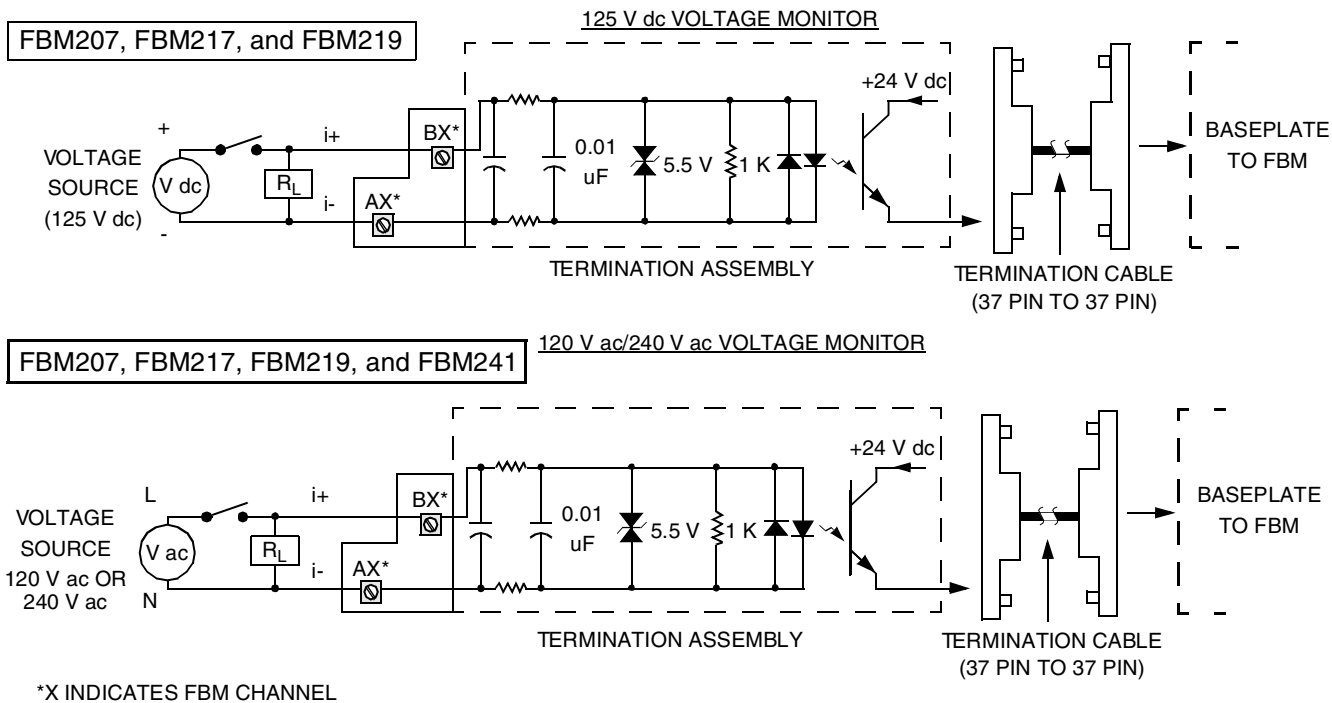 125 V dc VOLTAGE MONITOR
FBM207, FBM217, and FBM219
+24 V dc
+
i+
BX*
VOLTAGE
SOURCE
(125 V dc)
V dc
RL
0.01
uF
5.5 V
1 K
BASEPLATE
TO FBM
i-
AX*
-
TERMINATION ASSEMBLY
TERMINATION CABLE
(37 PIN TO 37 PIN)
120 V ac/240 V ac VOLTAGE MONITOR
FBM207, FBM217, FBM219, and FBM241
+24 V dc
L
i+
BX*
VOLTAGE
SOURCE
120 V ac OR
240 V ac
V ac
RL
0.01
uF
5.5 V
1 K
BASEPLATE
TO FBM
i-
AX*
N
TERMINATION ASSEMBLY
TERMINATION CABLE
(37 PIN TO 37 PIN)
*X INDICATES FBM CHANNEL